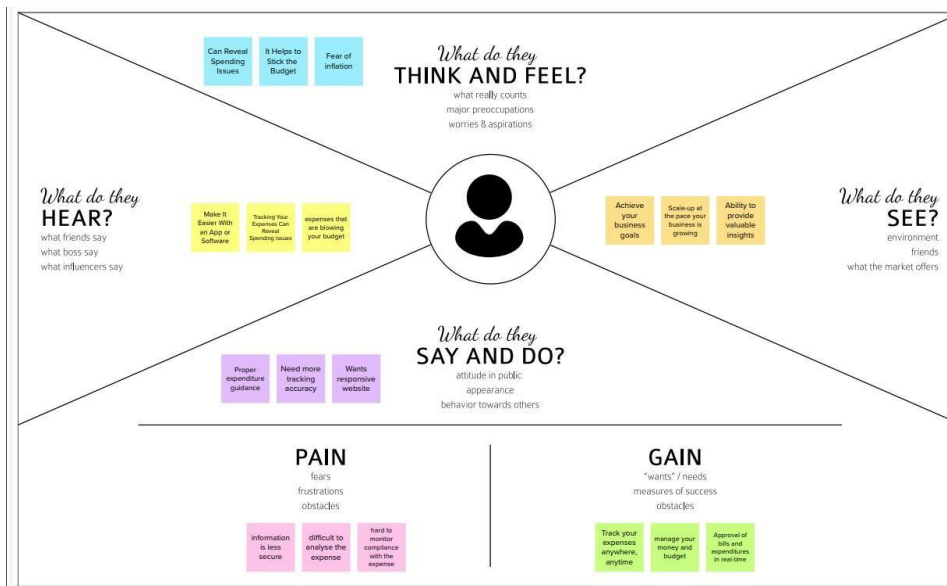 Can Reveal
Spending
Issues
It Helps to
Stick the
Budget
Fear of
inflation
What do they
THINK AND FEEL?
what really counts
major preoccupations
worries & aspirations
What do they
HEAR?
what friends say
what boss say
what influencers say
Make It
Easier With
an App or
Software
Tracking Your
Expenses Can
Reveal
Spending Issues
expenses that
are blowing
your budget
Achieve
your
business
goals
Scale-up at
the pace your
business is
growing
Ability to
provide
valuable
insights
What do they
SEE?
environment
friends
what the market offers
What do they
SAY AND DO?
attitude in public
appearance
behavior towards others
Proper
expenditure
guidance
Need more
tracking
accuracy
Wants
responsive
website
PAIN
fears
frustrations
obstacles
information
is less
secure
difficult to
analyse the
expense
hard to
monitor
compliance
with the
expense
GAIN
"wants" / needs
measures of success
obstacles
Track your
expenses
anywhere,
anytime
manage your
money and
budget
Approval of
bills and
expenditures
in real-time